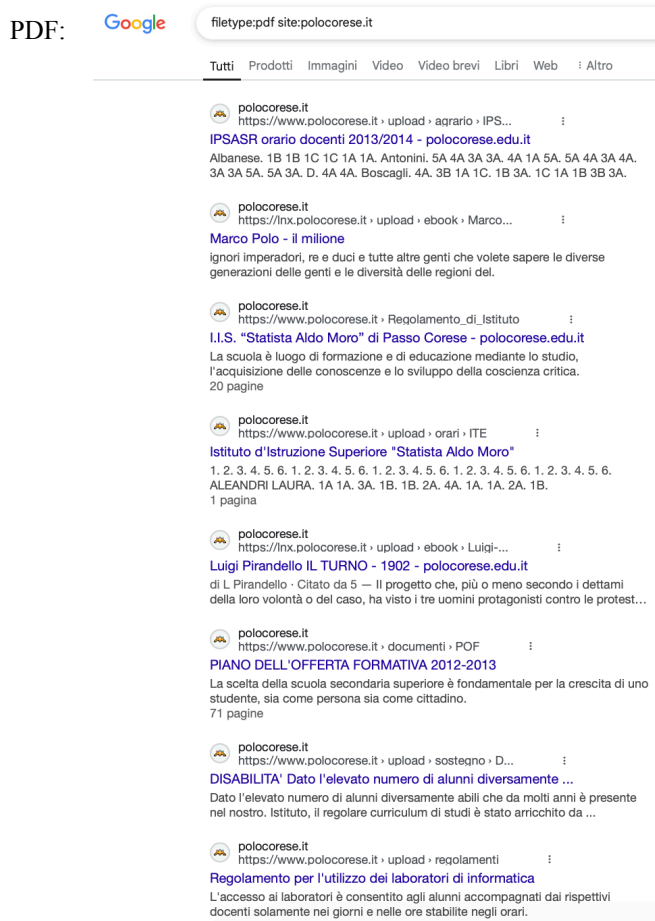 PDF:
Google
filetype:pdf site:polocorese.it
Tutti Prodotti Immagini Video Video brevi Libri Web ⋮ Altro
polocorese.it
https://www.polocorese.it › upload › agrario › IPS...
IPSASR orario docenti 2013/2014 - polocorese.edu.it
Albanese. 1B 1B 1C 1C 1A 1A. Antonini. 5A 4A 3A 3A. 4A 1A 5A. 5A 4A 3A 4A.
3A 3A 5A. 5A 3A. D. 4A 4A. Boscagli. 4A. 3B 1A 1C. 1B 3A. 1C 1A 1B 3B 3A.
polocorese.it
https://lnx.polocorese.it › upload › ebook › Marco...
Marco Polo - il milione
ignori imperadori, re e duci e tutte altre genti che volete sapere le diverse
generazioni delle genti e le diversità delle regioni del.
polocorese.it
https://www.polocorese.it › Regolamento_di_Istituto
I.I.S. “Statista Aldo Moro” di Passo Corese - polocorese.edu.it
La scuola è luogo di formazione e di educazione mediante lo studio,
l'acquisizione delle conoscenze e lo sviluppo della coscienza critica.
20 pagine
polocorese.it
https://www.polocorese.it › upload › orari › ITE
Istituto d'Istruzione Superiore "Statista Aldo Moro"
1. 2. 3. 4. 5. 6. 1. 2. 3. 4. 5. 6. 1. 2. 3. 4. 5. 6. 1. 2. 3. 4. 5. 6. 1. 2. 3. 4. 5. 6.
ALEANDRI LAURA. 1A 1A. 3A. 1B. 1B. 2A. 4A. 1A. 1A. 2A. 1B.
1 pagina
polocorese.it
https://lnx.polocorese.it › upload › ebook › Luigi-...
Luigi Pirandello IL TURNO - 1902 - polocorese.edu.it
di L Pirandello · Citato da 5 — Il progetto che, più o meno secondo i dettami
della loro volontà o del caso, ha visto i tre uomini protagonisti contro le protest...
polocorese.it
https://www.polocorese.it › documenti › POF
PIANO DELL'OFFERTA FORMATIVA 2012-2013
La scelta della scuola secondaria superiore è fondamentale per la crescita di uno
studente, sia come persona sia come cittadino.
71 pagine
polocorese.it
https://www.polocorese.it › upload › sostegno › D...
DISABILITA' Dato l'elevato numero di alunni diversamente ...
Dato l'elevato numero di alunni diversamente abili che da molti anni è presente
nel nostro. Istituto, il regolare curriculum di studi è stato arricchito da ...
polocorese.it
https://www.polocorese.it › upload › regolamenti
Regolamento per l'utilizzo dei laboratori di informatica
L'accesso ai laboratori è consentito agli alunni accompagnati dai rispettivi
docenti solamente nei giorni e nelle ore stabilite negli orari.